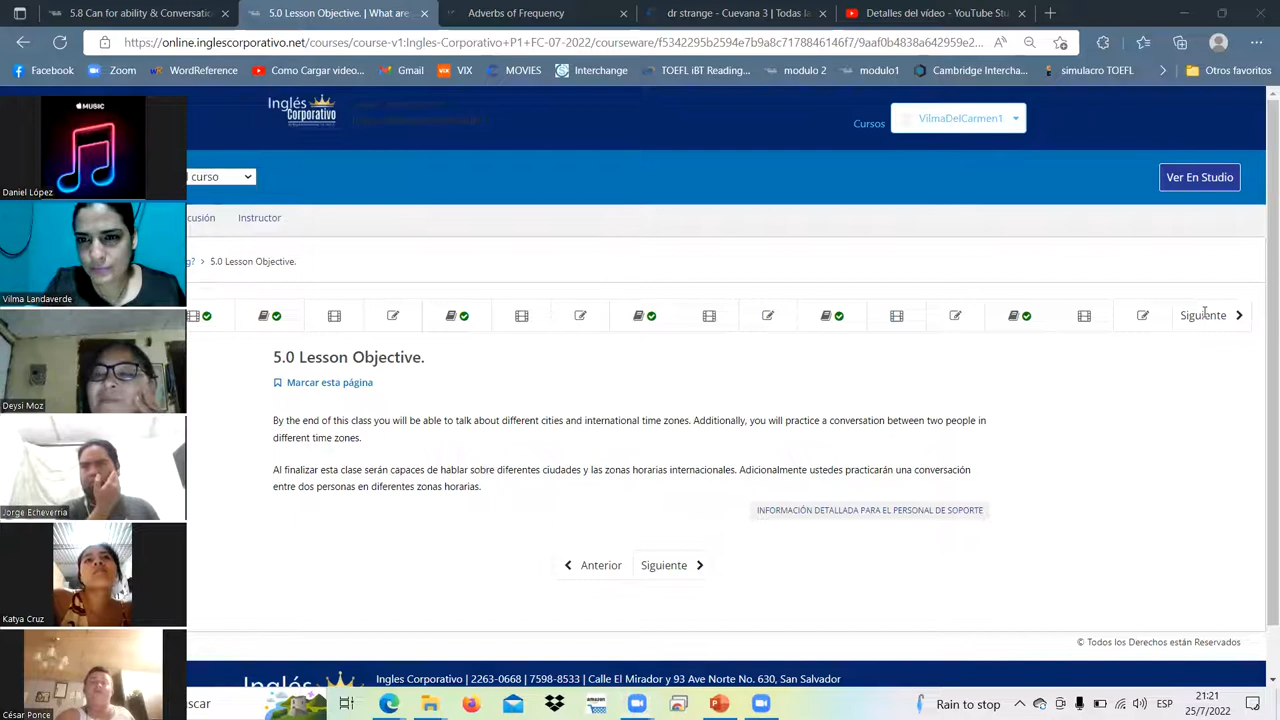 5.8 Can for ability & Conversatio
5.0 Lesson Objective. | What are
Adverbs of Frequency
dr strange - Cuevana 3 | Todas la
Detalles del vídeo - YouTube Stu
https://online.inglescorporativo.net/courses/course-v1:Ingles-Corporativo+P1+FC-07-2022/courseware/f5342295b2594e7b9a8c7178846146f7/9aaf0b4838a642959e2...
Facebook
Zoom
WordReference
Como Cargar video...
Gmail
VIX
MOVIES
Interchange
TOEFL iBT Reading...
modulo 2
modulo1
Cambridge Intercha...
simulacro TOEFL
Otros favoritos
Inglés
Corporativo
Cursos
VilmaDelCarmen1
l curso
Ver En Studio
cusión
Instructor
g? > 5.0 Lesson Objective.
Siguiente
5.0 Lesson Objective.
Marcar esta página
By the end of this class you will be able to talk about different cities and international time zones. Additionally, you will practice a conversation between two people in
different time zones.
Al finalizar esta clase serán capaces de hablar sobre diferentes ciudades y las zonas horarias internacionales. Adicionalmente ustedes practicarán una conversación
entre dos personas en diferentes zonas horarias.
INFORMACIÓN DETALLADA PARA EL PERSONAL DE SOPORTE
Anterior
Siguiente
© Todos los Derechos están Reservados
Inglés
Ingles Corporativo | 2263-0668 | 7598-8533 | Calle El Mirador y 93 Ave Norte No. 630, San Salvador
MUSIC
Daniel López
Vilma Landaverde
Deysi Moz
Jorge Echeverria
Katya Cruz
César Ponce
uscar
amazon
Rain to stop
ESP
21:21
25/7/2022